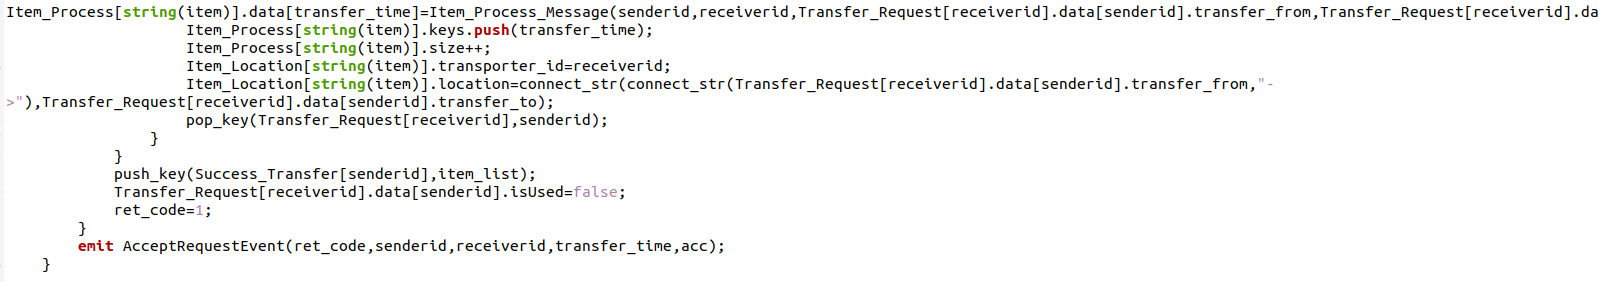 Item_Process[string(item)].data[transfer_time]=Item_Process_Message(senderid,receiverid,Transfer_Request[receiverid].data[senderid].transfer_from,Transfer_Request[receiverid].da
Item_Process[string(item)].keys.push(transfer_time);
Item_Process[string(item)].size++;
Item_Location[string(item)].transporter_id=receiverid;
Item_Location[string(item)].location=connect_str(connect_str(Transfer_Request[receiverid].data[senderid].transfer_from,"-
>"),Transfer_Request[receiverid].data[senderid].transfer_to);
pop_key(Transfer_Request[receiverid],senderid);
}
}
push_key(Success_Transfer[senderid],item_list);
Transfer_Request[receiverid].data[senderid].isUsed=false;
ret_code=1;
}
emit AcceptRequestEvent(ret_code,senderid,receiverid,transfer_time,acc);
}